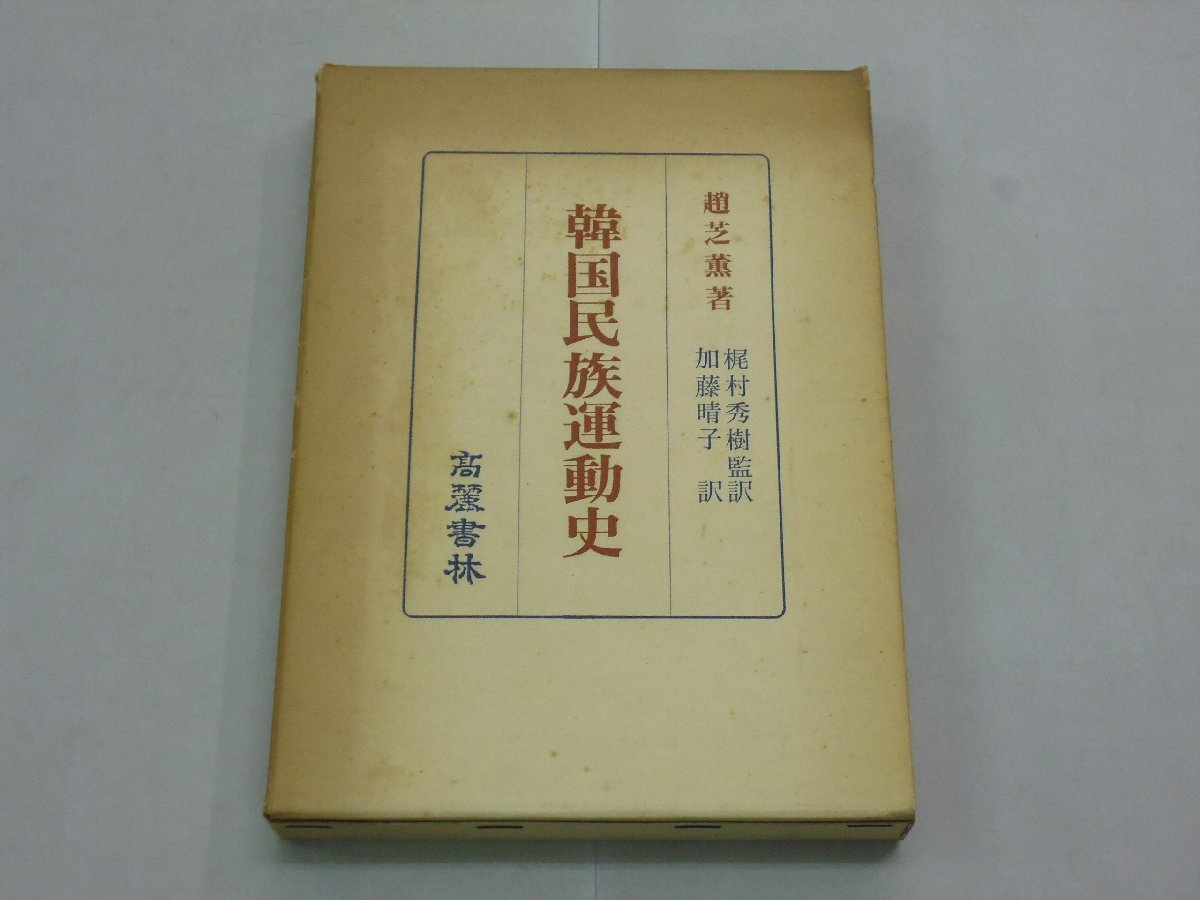 趙芝薫著
梶村秀樹監訳
加藤晴子 訳
韓国民族運動史
高麗書林